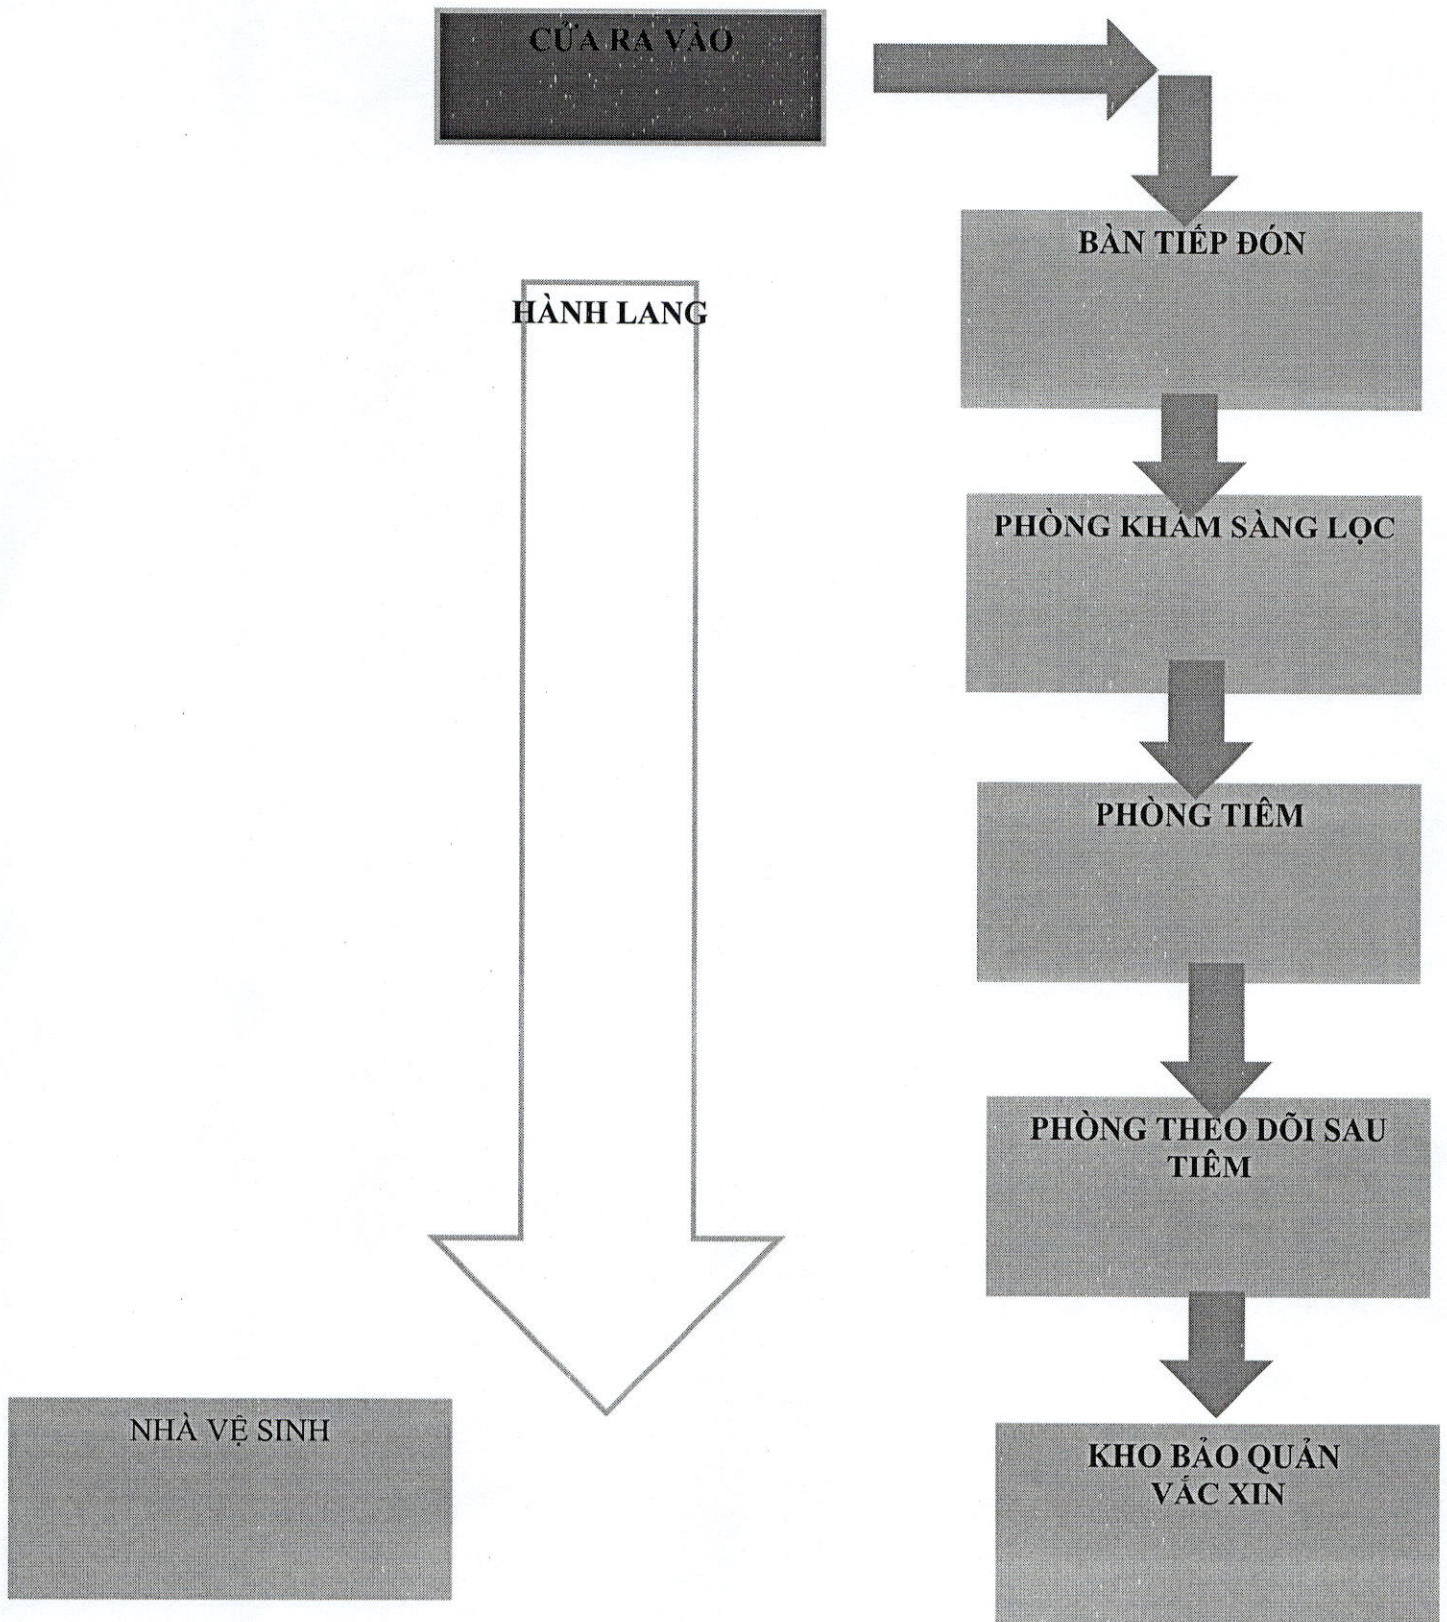 CỬA RA VÀO
BÀN TIẾP ĐÓN
HÀNH LANG
PHÒNG KHÁM SÀNG LỌC
PHÒNG TIÊM
PHÒNG THEO DÕI SAU
TIÊM
NHÀ VỆ SINH
KHO BẢO QUẢN
VẮC XIN